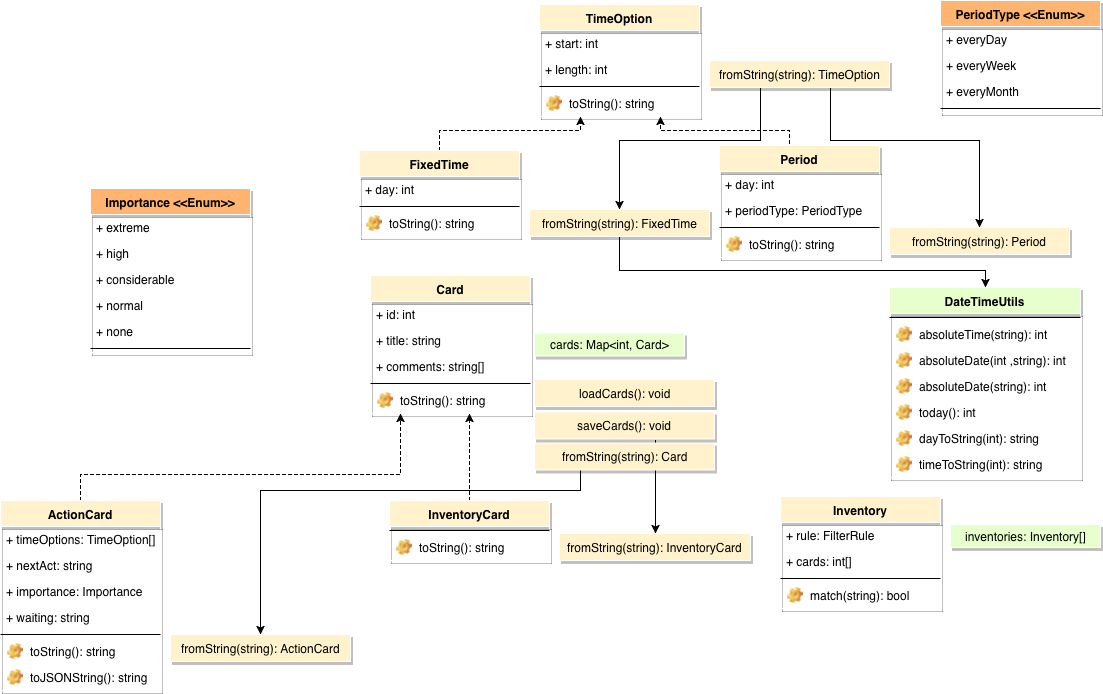 TimeOption
+ start: int
+ length: int
toString(): string
fromString(string): TimeOption
PeriodType <<Enum>>
+ everyDay
+ everyWeek
+ everyMonth
FixedTime
+ day: int
toString(): string
fromString(string): FixedTime
Period
+ day: int
+ periodType: PeriodType
toString(): string
fromString(string): Period
Importance <<Enum>>
+ extreme
+ high
+ considerable
+ normal
+ none
Card
+ id: int
+ title: string
+ comments: string[]
toString(): string
cards: Map<int, Card>
loadCards(): void
saveCards(): void
fromString(string): Card
DateTimeUtils
absoluteTime(string): int
absoluteDate(int ,string): int
absoluteDate(string): int
today(): int
dayToString(int): string
timeToString(int): string
ActionCard
+ timeOptions: TimeOption[]
+ nextAct: string
+ importance: Importance
+ waiting: string
toString(): string
toJSONString(): string
fromString(string): ActionCard
InventoryCard
toString(): string
fromString(string): InventoryCard
Inventory
+ rule: FilterRule
+ cards: int[]
match(string): bool
inventories: Inventory[]